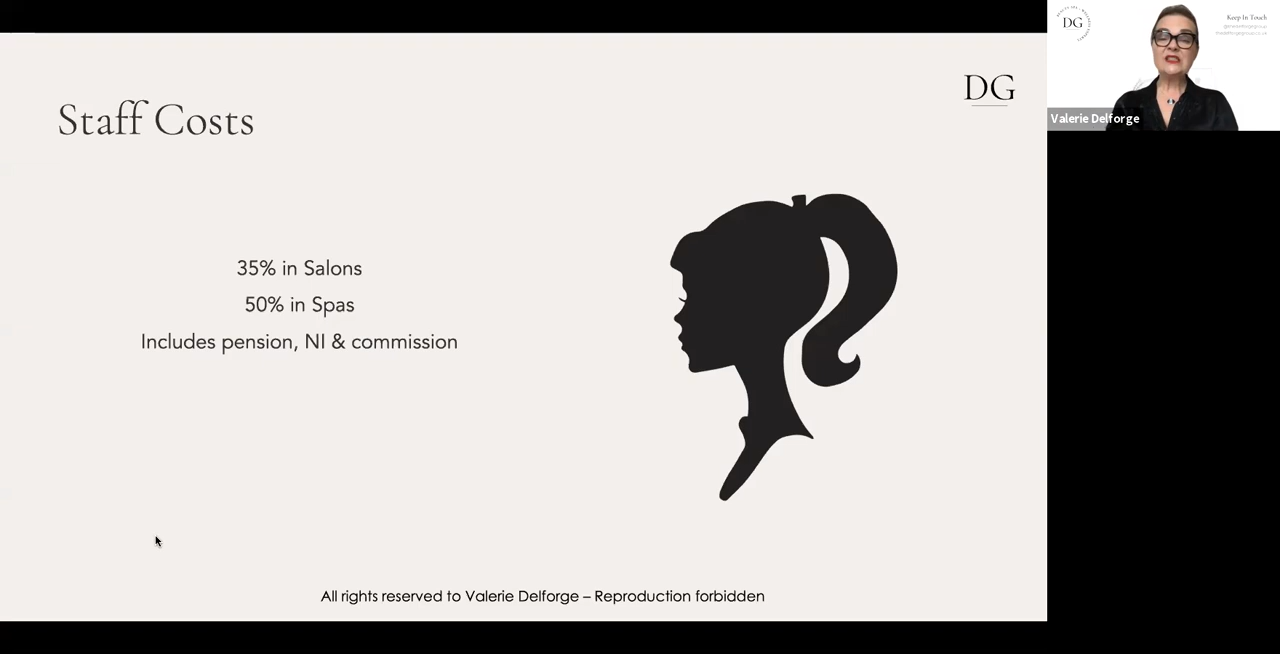 Staff Costs
DG
35% in Salons
50% in Spas
Includes pension, NI & commission
All rights reserved to Valerie Delforge – Reproduction forbidden
DG
Keep In Touch
Valerie Delforge